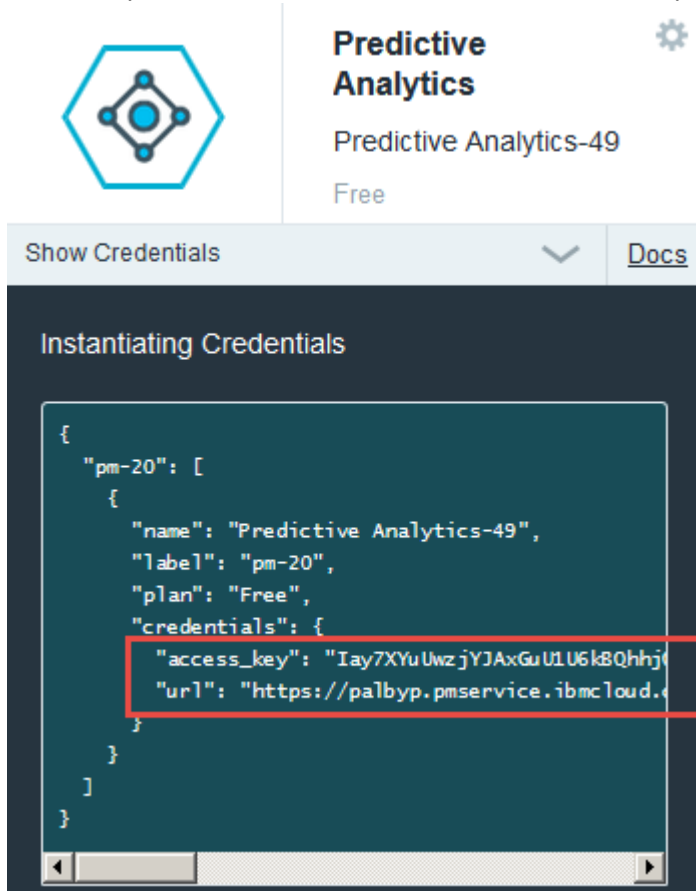 Predictive
Analytics
Predictive Analytics-49
Free
Show Credentials
Docs
Instantiating Credentials
{
"pm-20": [
{
"name": "Predictive Analytics-49",
"label": "pm-20",
"plan": "Free",
"credentials": {
"access_key":
"url": "https://palbyp.pmservice.ibmcloud.
}
}
]
}